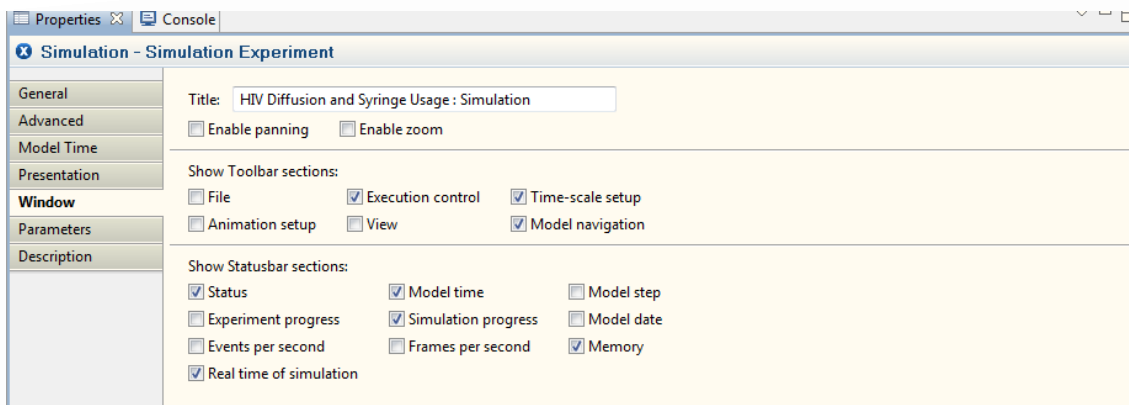 Properties Console
Simulation - Simulation Experiment
General
Advanced
Model Time
Presentation
Window
Parameters
Description
Title: HIV Diffusion and Syringe Usage : Simulation
Enable panning Enable zoom
Show Toolbar sections:
File Execution control Time-scale setup
Animation setup View Model navigation
Show Statusbar sections:
Status Model time Model step
Experiment progress Simulation progress Model date
Events per second Frames per second Memory
Real time of simulation